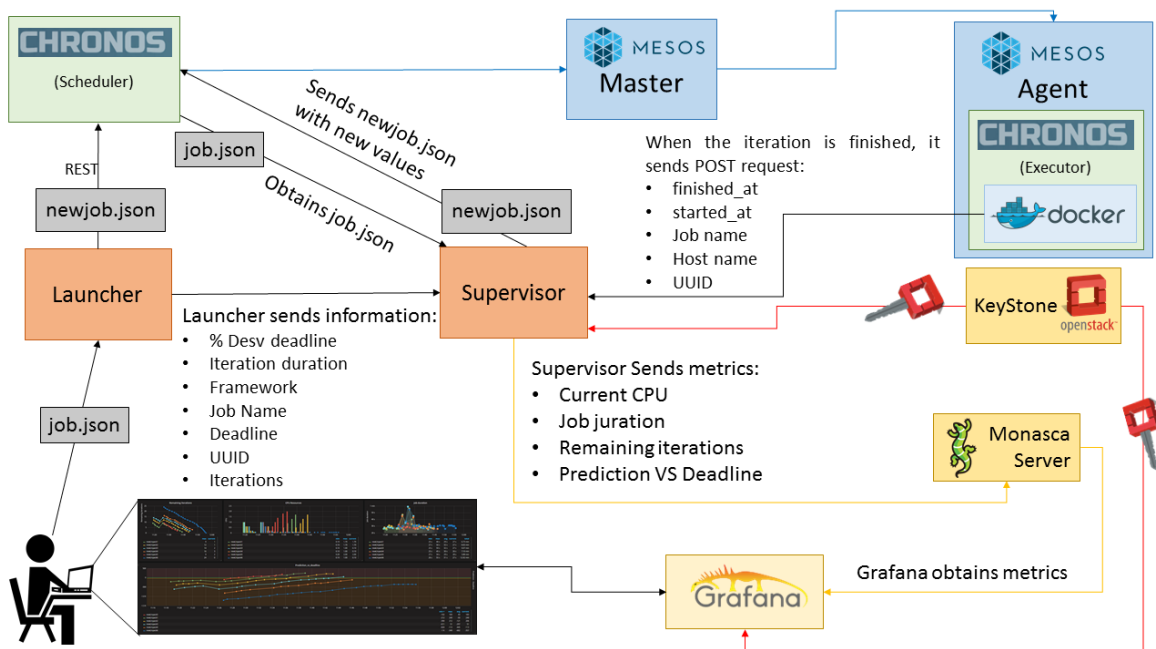 CHRONOS
(Scheduler)
MESOS
Master
MESOS
Agent
CHRONOS
(Executor)
docker
Sends newjob.json
with new values
job.json
Obtains job.json
REST
newjob.json
newjob.json
When the iteration is finished, it
sends POST request:
• finished_at
• started_at
• Job name
• Host name
• UUID
Launcher
Supervisor
KeyStone
openstack
Launcher sends information:
• % Desv deadline
• Iteration duration
• Framework
• Job Name
• Deadline
• UUID
• Iterations
Supervisor Sends metrics:
• Current CPU
• Job juration
• Remaining iterations
• Prediction VS Deadline
job.json
Monasca
Server
Grafana
Grafana obtains metrics